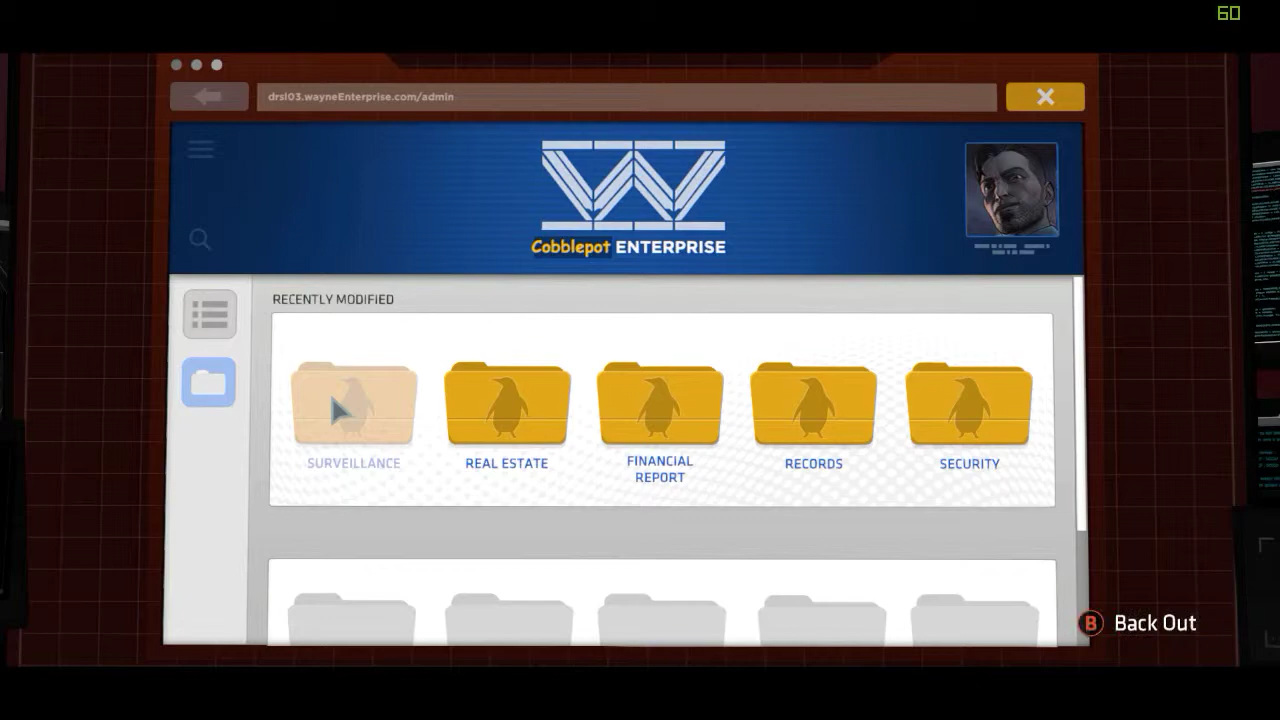 60
drsl03.wayneEnterprise.com/admin
Cobblepot ENTERPRISE
RECENTLY MODIFIED
SURVEILLANCE
REAL ESTATE
FINANCIAL
REPORT
RECORDS
SECURITY
B Back Out